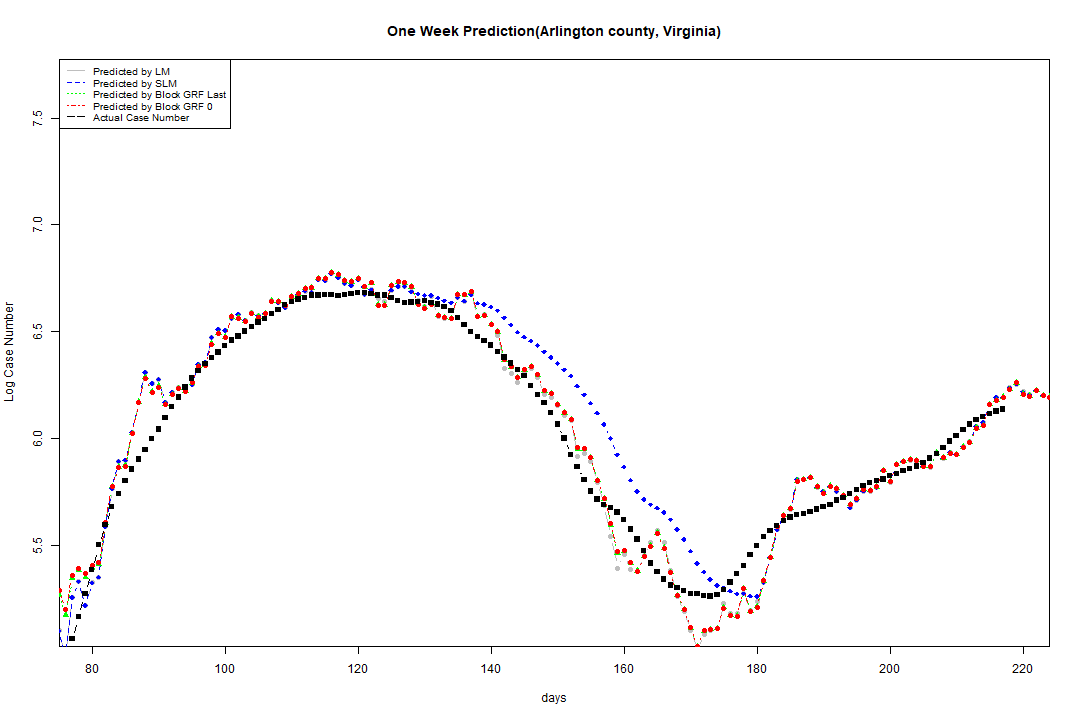 One Week Prediction(Arlington county, Virginia)
Predicted by LM
Predicted by SLM
Predicted by Block GRF Last
Predicted by Block GRF 0
Actual Case Number
7.5
7.0
6.5
6.0
5.5
Log Case Number
80 100 120 140 160 180 200 220
days